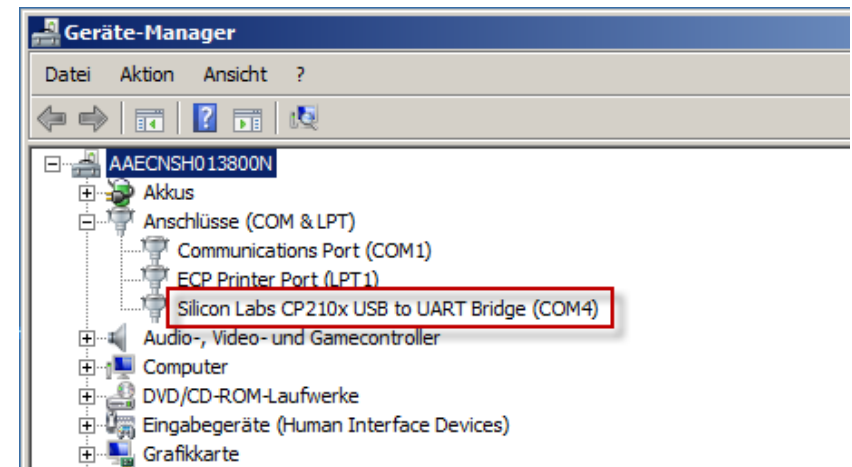 Geräte-Manager
Datei Aktion Ansicht ?
AAECNSH013800N
Akkus
Anschlüsse (COM & LPT)
Communications Port (COM1)
ECP Printer Port (LPT1)
Silicon Labs CP210x USB to UART Bridge (COM4)
Audio-, Video- und Gamecontroller
Computer
DVD/CD-ROM-Laufwerke
Eingabegeräte (Human Interface Devices)
Grafikkarte